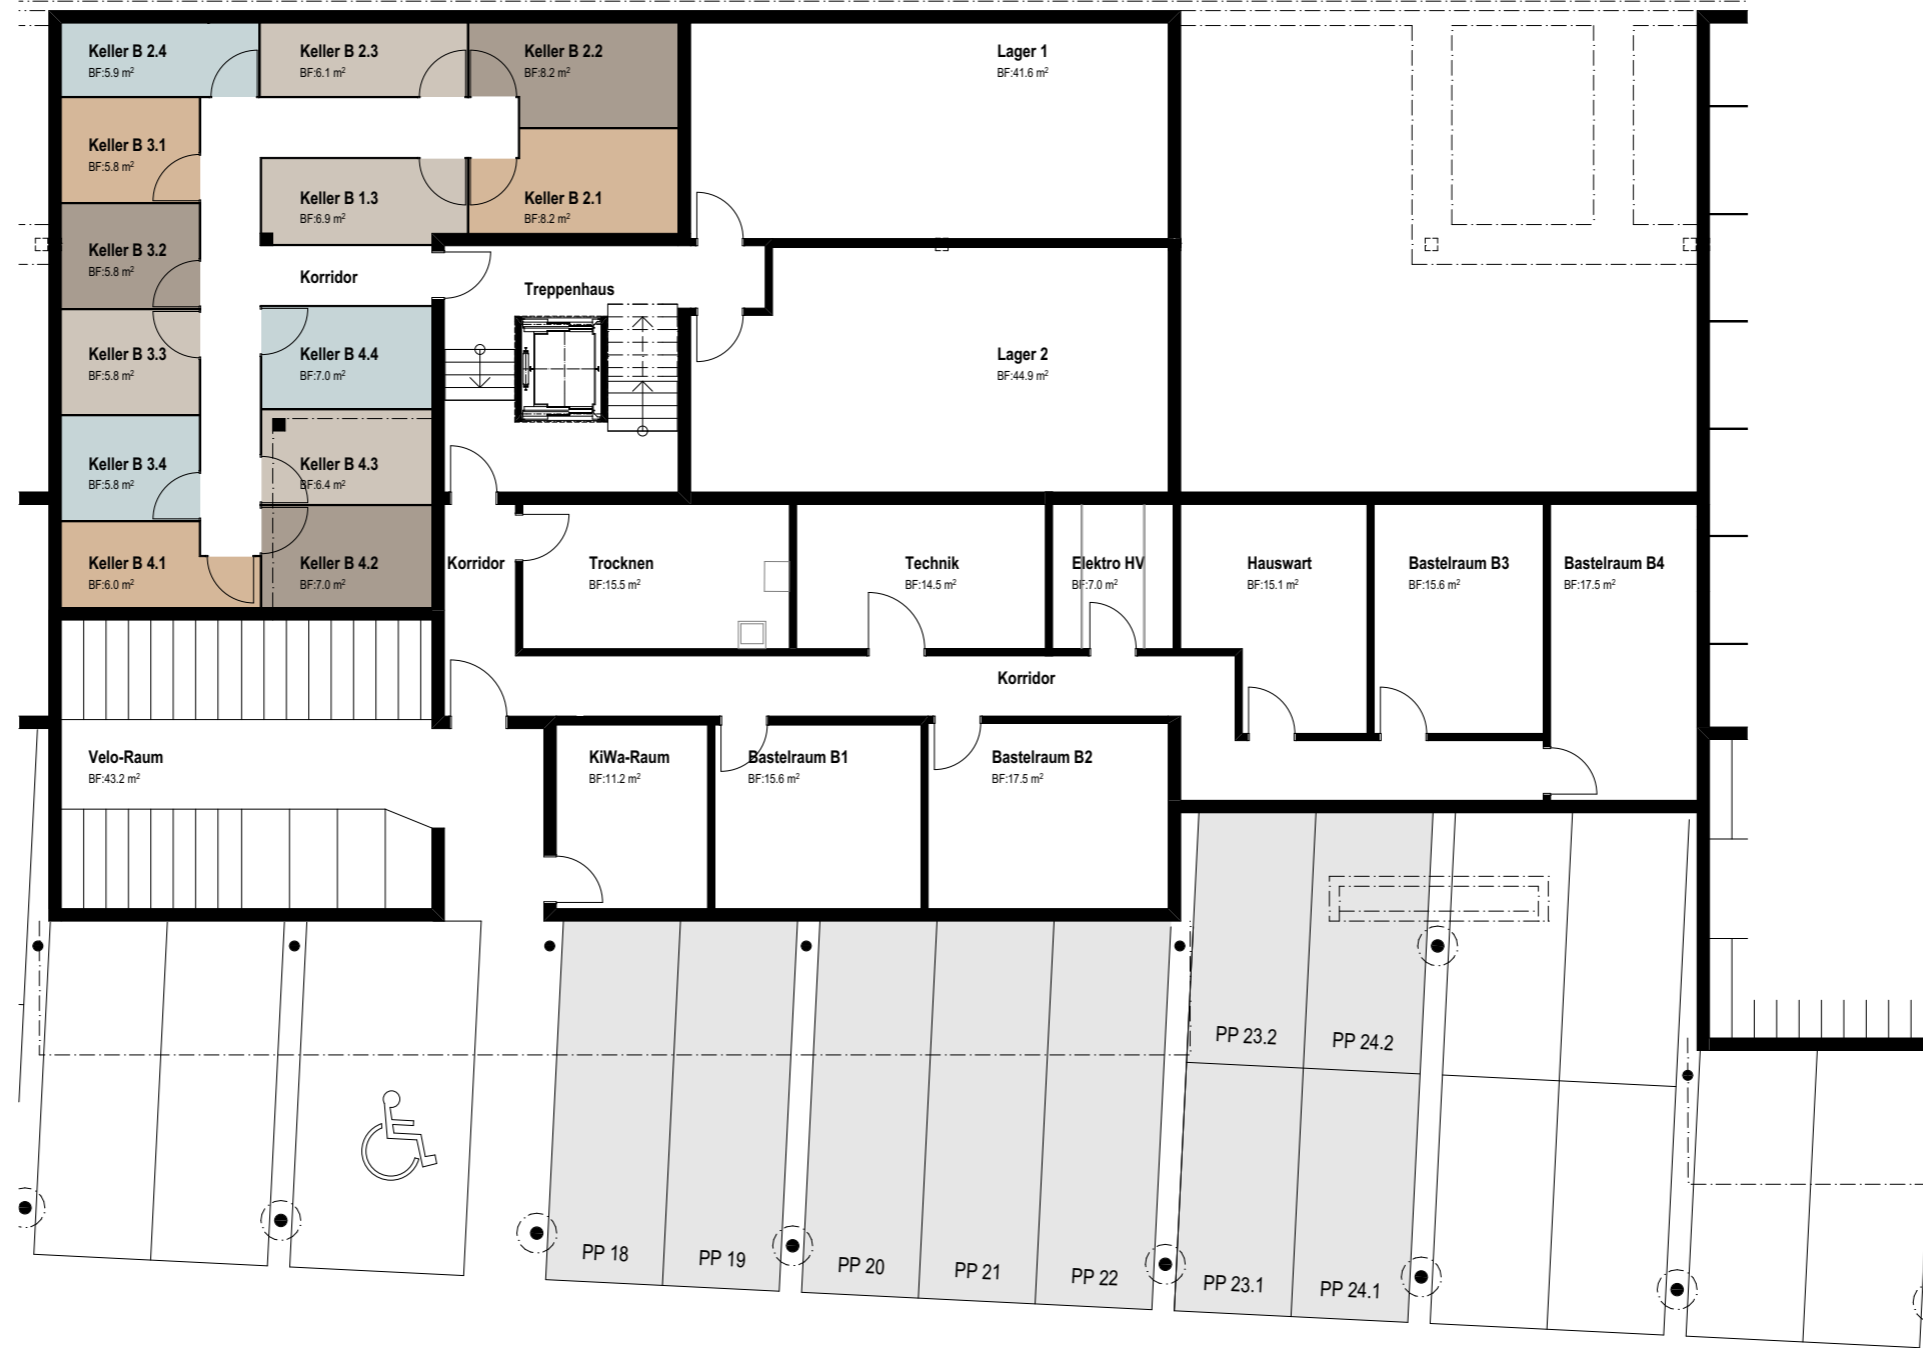 Keller B 2.4
BF:5.9 m²
Keller B 2.3
BF:6.1 m²
Keller B 2.2
BF:8.2 m²
Lager 1
BF:41.6 m²
Keller B 3.1
BF:5.8 m²
Keller B 1.3
BF:6.9 m²
Keller B 2.1
BF:8.2 m²
Keller B 3.2
BF:5.8 m²
Korridor
Treppenhaus
Keller B 3.3
BF:5.8 m²
Keller B 4.4
BF:7.0 m²
Lager 2
BF:44.9 m²
Keller B 3.4
BF:5.8 m²
Keller B 4.3
BF:6.4 m²
Keller B 4.1
BF:6.0 m²
Keller B 4.2
BF:7.0 m²
Korridor
Trocknen
BF:15.5 m²
Technik
BF:14.5 m²
Elektro HV
BF:7.0 m²
Hauswart
BF:15.1 m²
Bastelraum B3
BF:15.6 m²
Bastelraum B4
BF:17.5 m²
Korridor
Velo-Raum
BF:43.2 m²
KiWa-Raum
BF:11.2 m²
Bastelraum B1
BF:15.6 m²
Bastelraum B2
BF:17.5 m²
PP 23.2
PP 24.2
PP 18
PP 19
PP 20
PP 21
PP 22
PP 23.1
PP 24.1